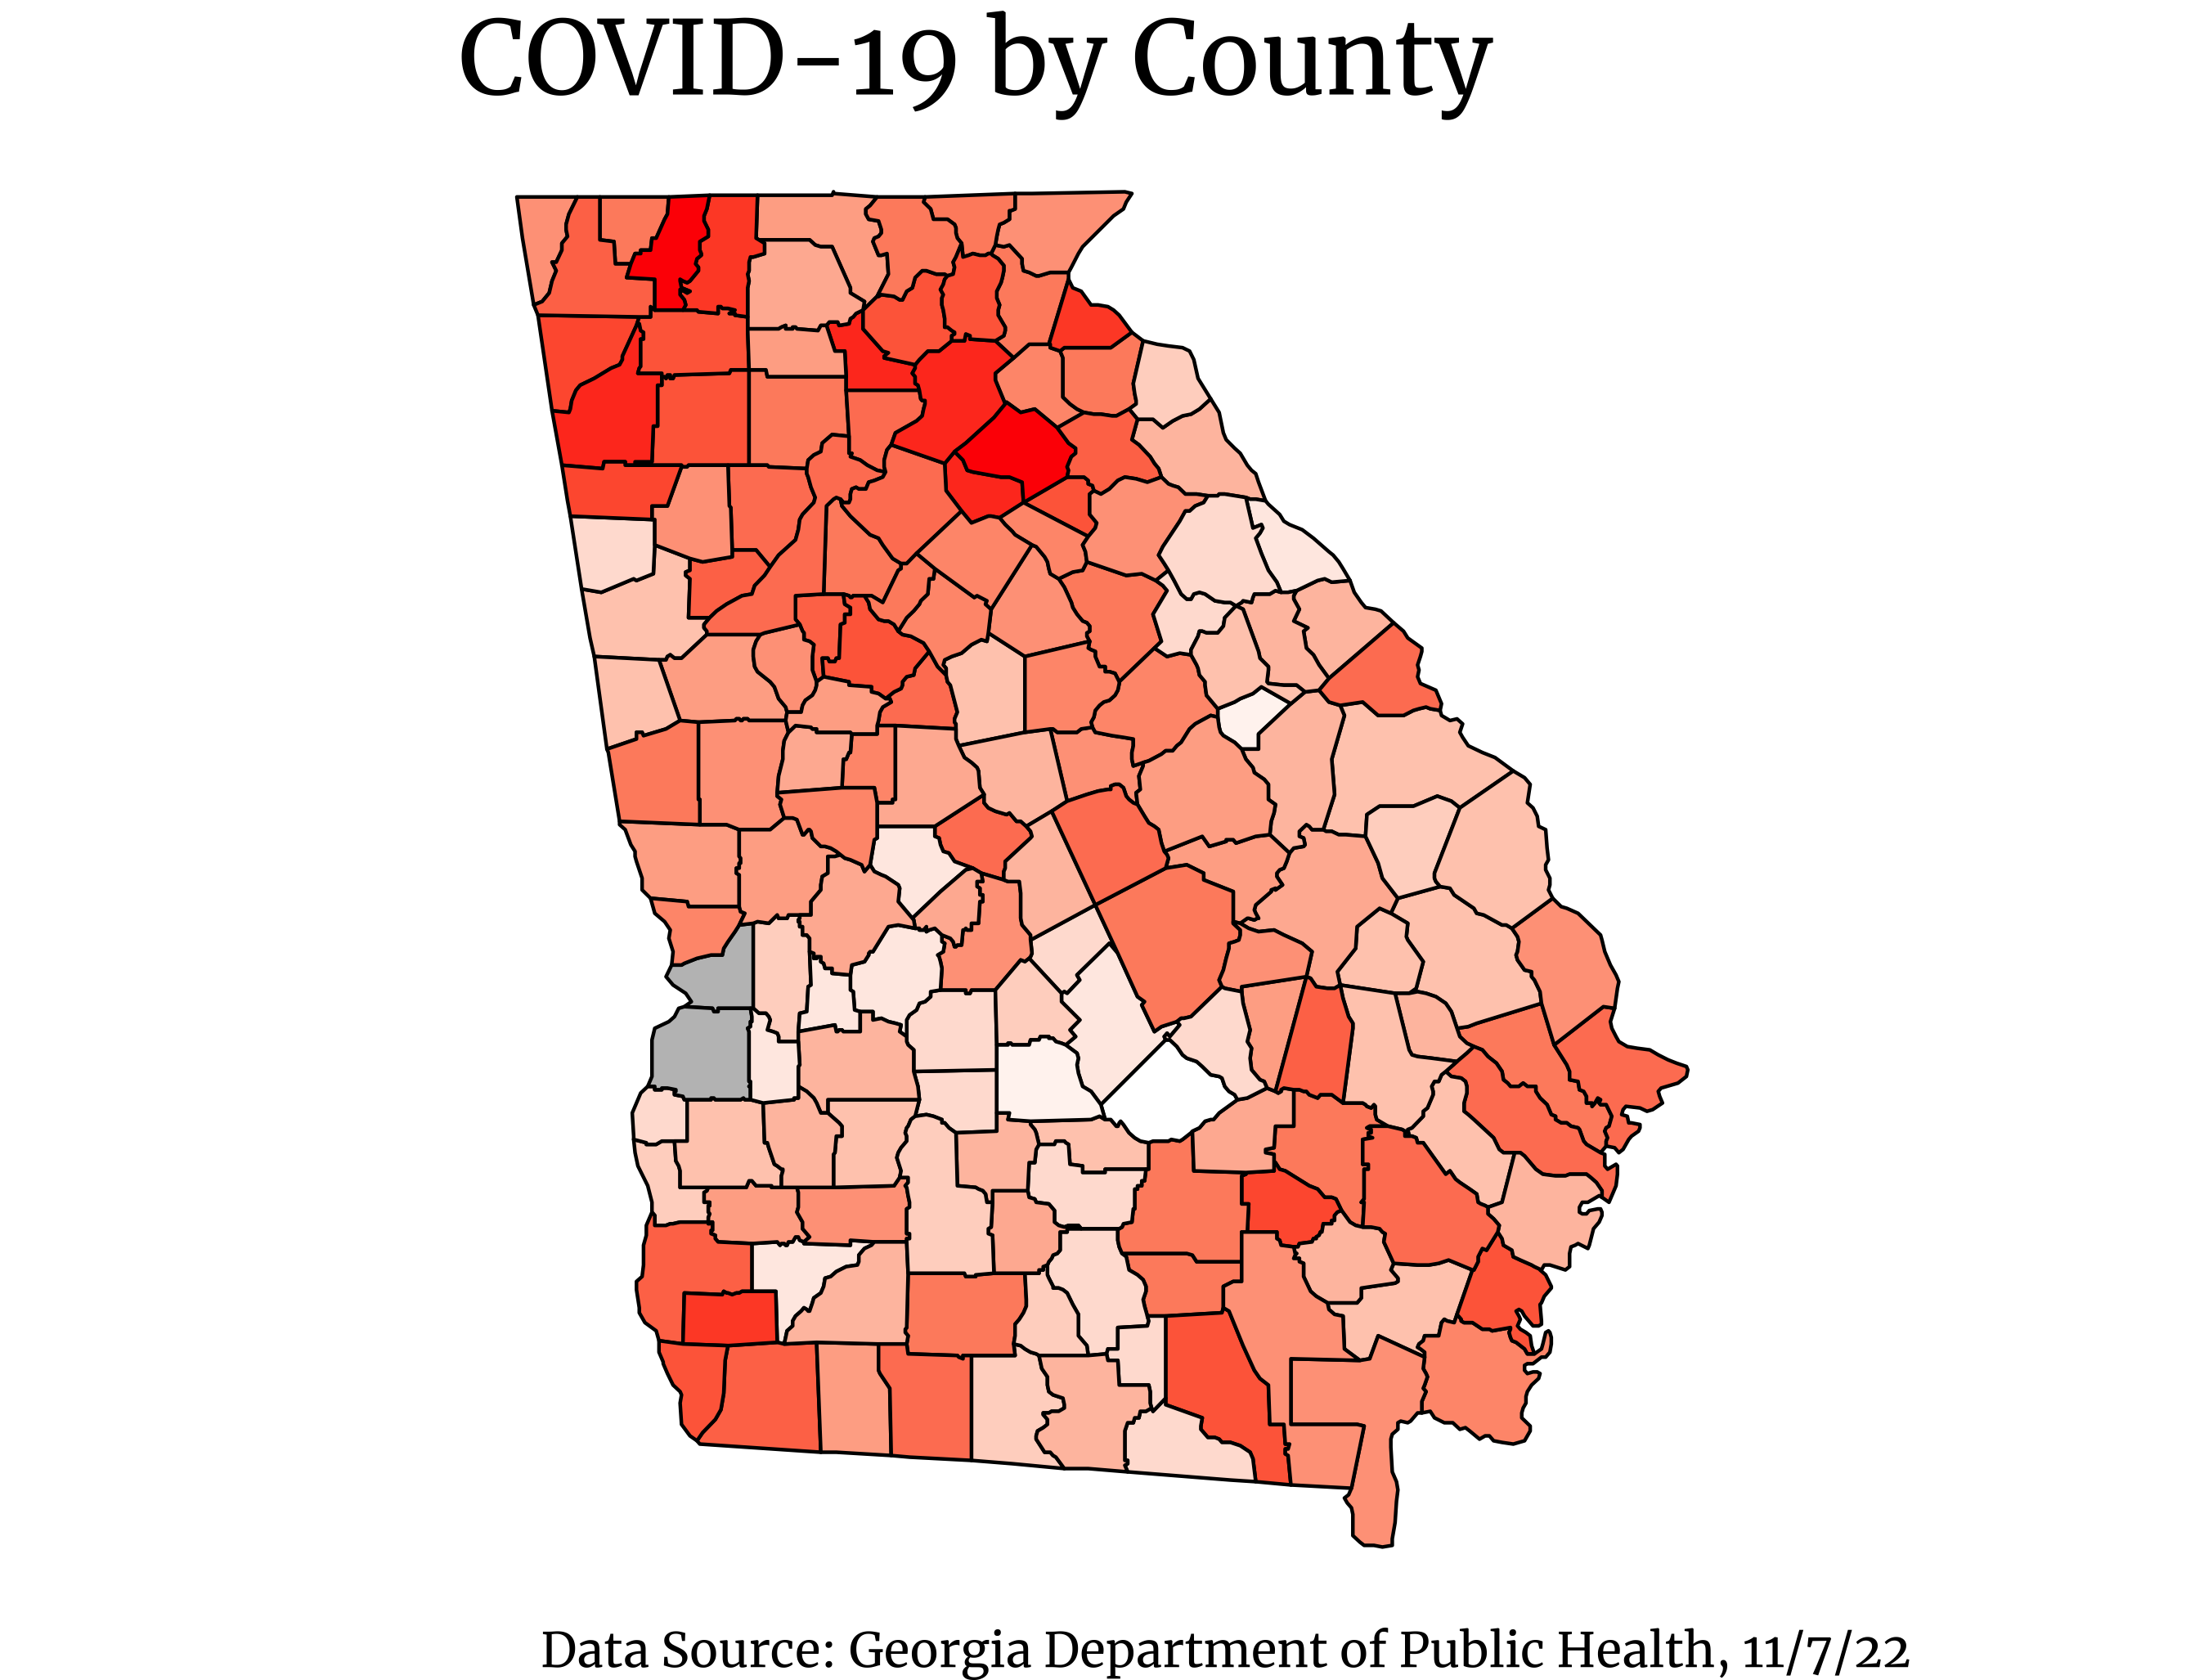 COVID-19 by County
Data Source: Georgia Department of Public Health, 11/7/22